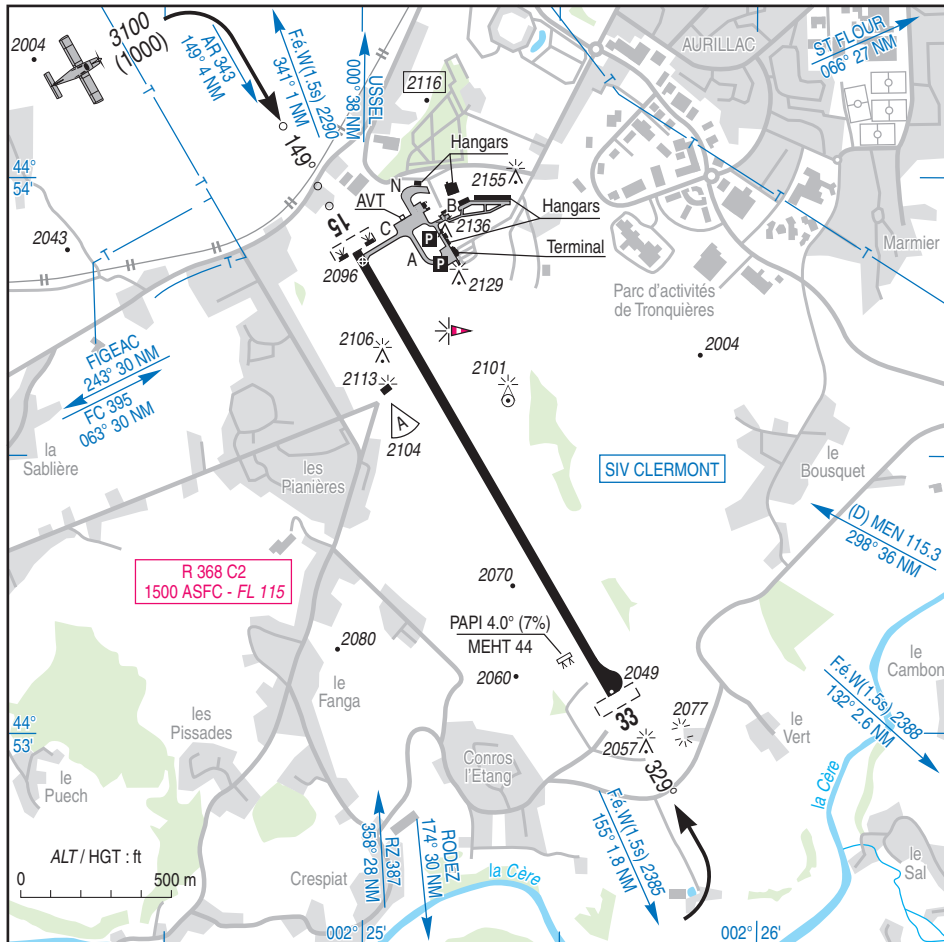 2004
3100
(1000)
AR 343
149° 4 NM
F.é.W(1.5s) 2290
341° 1 NM
USSEL
000° 38 NM
AURILLAC
ST FLOUR
066° 27 NM
2116
149°
44°
54'
Hangars
N
2155
AVT
B
15
C
2136
Hangars
P
Terminal
A
P
2096
2129
2043
Marmier
Parc d'activités
de Tronquières
2004
2106
2113
2101
FIGEAC
243° 30 NM
FC 395
063° 30 NM
A
2104
la
Sablière
les
Pianières
le
Bousquet
SIV CLERMONT
(D) MEN 115.3
298° 36 NM
R 368 C2
1500 ASFC - FL 115
2070
PAPI 4.0° (7%)
MEHT 44
2080
2060
2049
le
Fanga
le
Cambon
F.é.W(1.5s) 2388
132° 2.6 NM
les
Pissades
33
2077
44°
53'
2057
le
Vert
329°
Conros
l'Etang
le
Puech
la Cère
F.é.W(1.5s) 2385
155° 1.8 NM
RZ 387
358° 28 NM
RODEZ
174° 30 NM
ALT / HGT : ft
0 500 m
Crespiat
la Cère
le
Sal
002° 25'
002° 26'